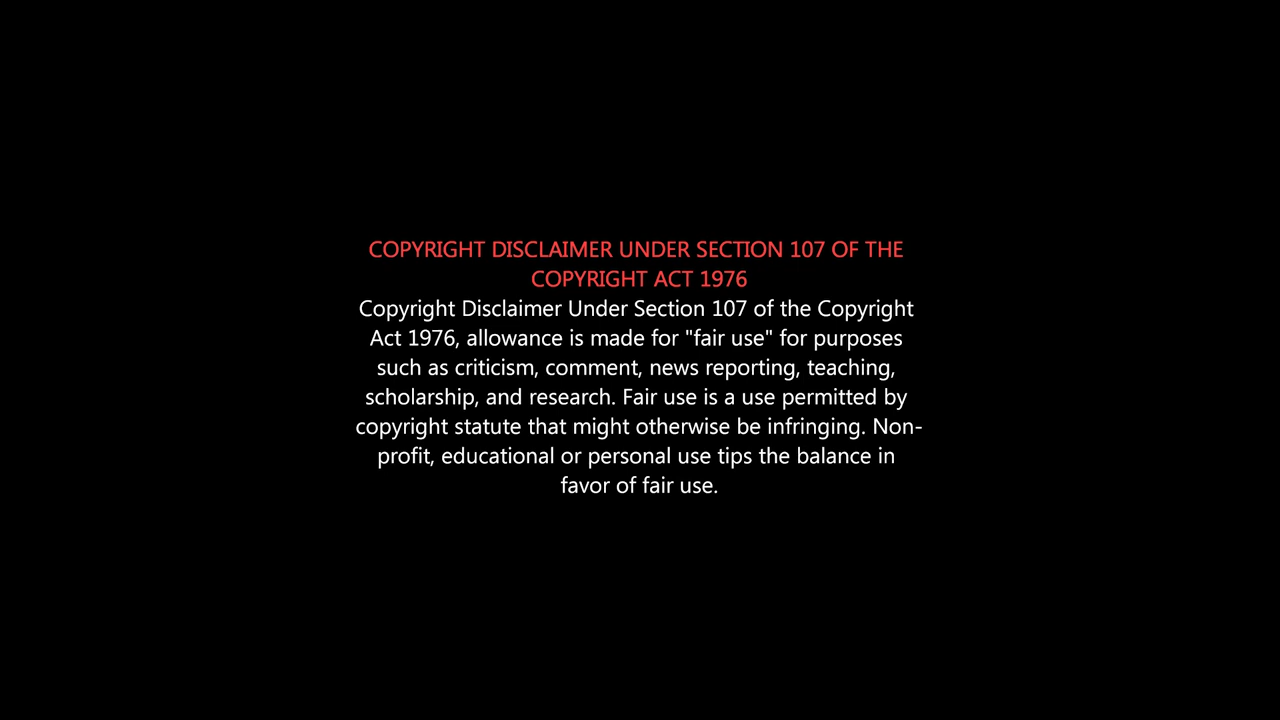 COPYRIGHT DISCLAIMER UNDER SECTION 107 OF THE
COPYRIGHT ACT 1976
Copyright Disclaimer Under Section 107 of the Copyright
Act 1976, allowance is made for "fair use" for purposes
such as criticism, comment, news reporting, teaching,
scholarship, and research. Fair use is a use permitted by
copyright statute that might otherwise be infringing. Non-
profit, educational or personal use tips the balance in
favor of fair use.